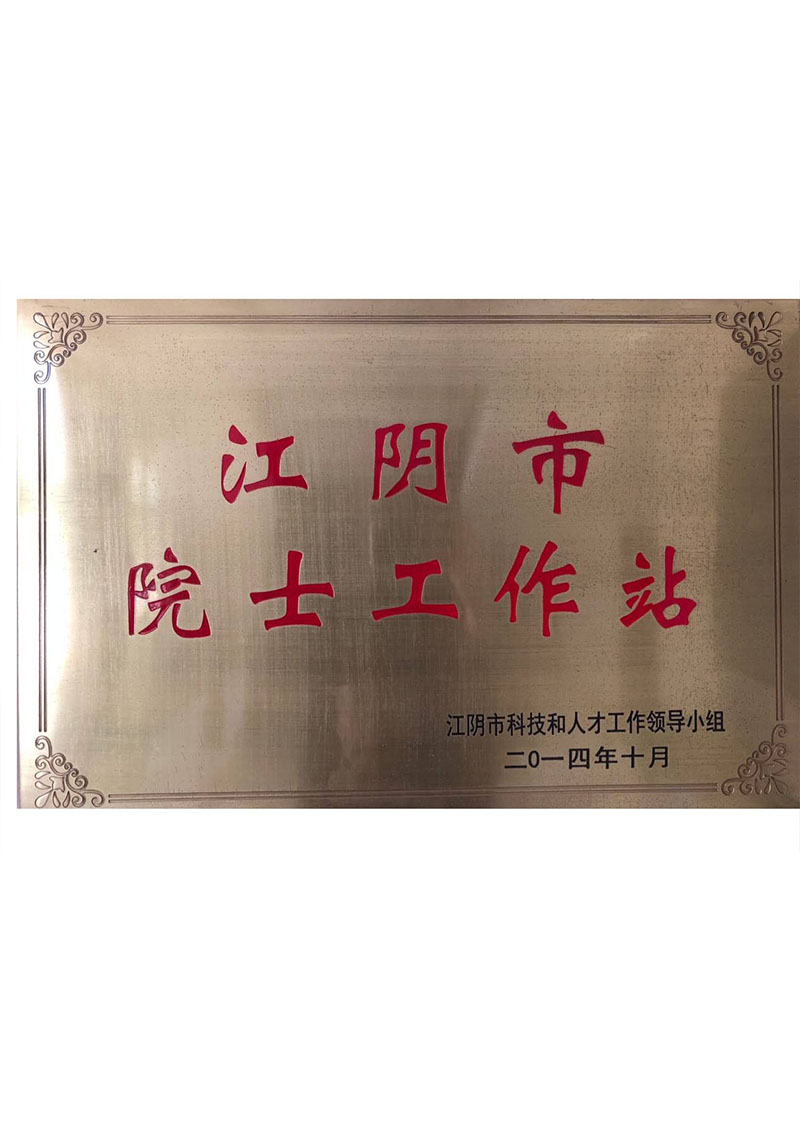 江阴市
院士工作站
江阴市科技和人才工作领导小组
二0一四年十月